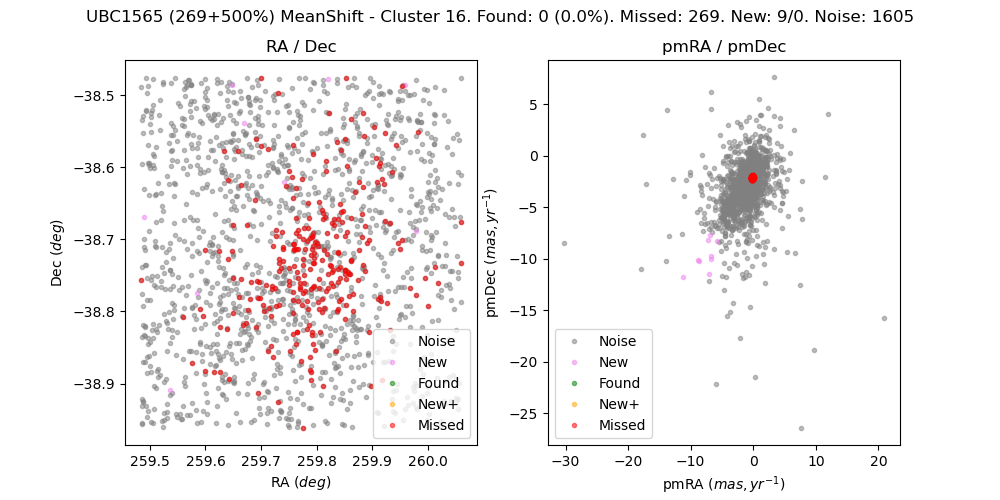 UBC1565 (269+500%) MeanShift - Cluster 16. Found: 0 (0.0%). Missed: 269. New: 9/0. Noise: 1605
RA / Dec
pmRA / pmDec
Dec (deg)
−38.5
−38.6
−38.7
−38.8
−38.9
259.5 259.6 259.7 259.8 259.9 260.0
RA (deg)
Noise
New
Found
New+
Missed
pmDec (mas, yr⁻¹)
5
0
−5
−10
−15
−20
−25
−30 −20 −10 0 10 20
pmRA (mas, yr⁻¹)
Noise
New
Found
New+
Missed